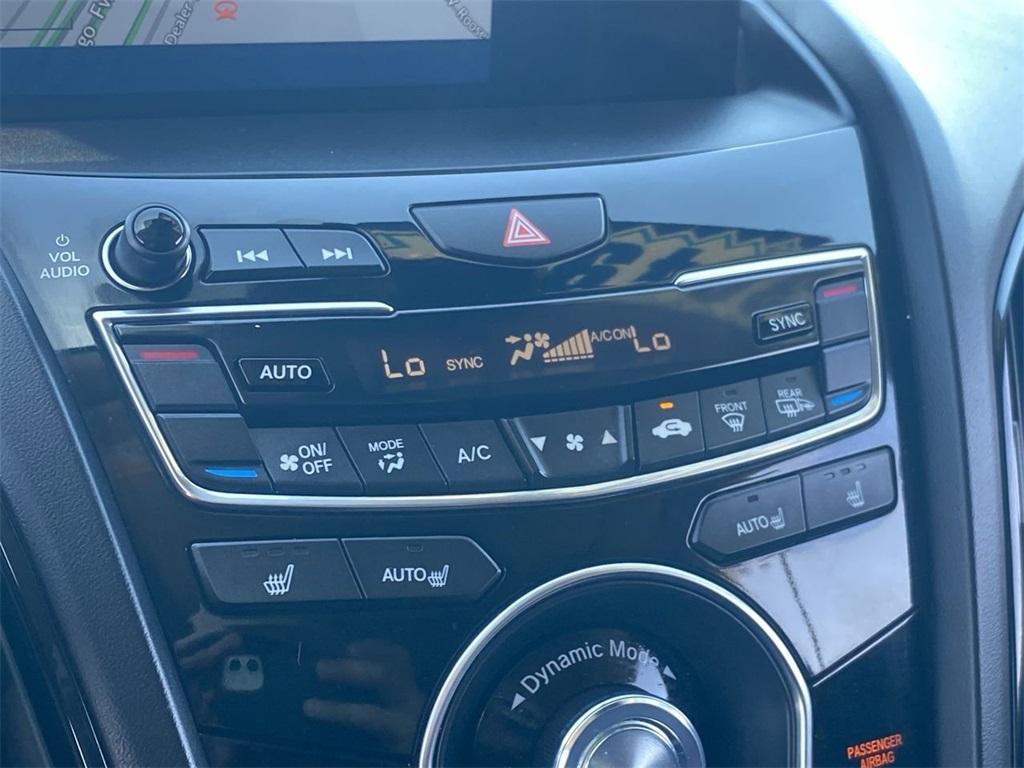 Dealer
VOL
AUDIO
AUTO
Lo
SYNC
A/C ON
Lo
SYNC
ON/
OFF
MODE
A/C
FRONT
REAR
AUTO
AUTO
Dynamic Mode
PASSENGER
AIRBAG